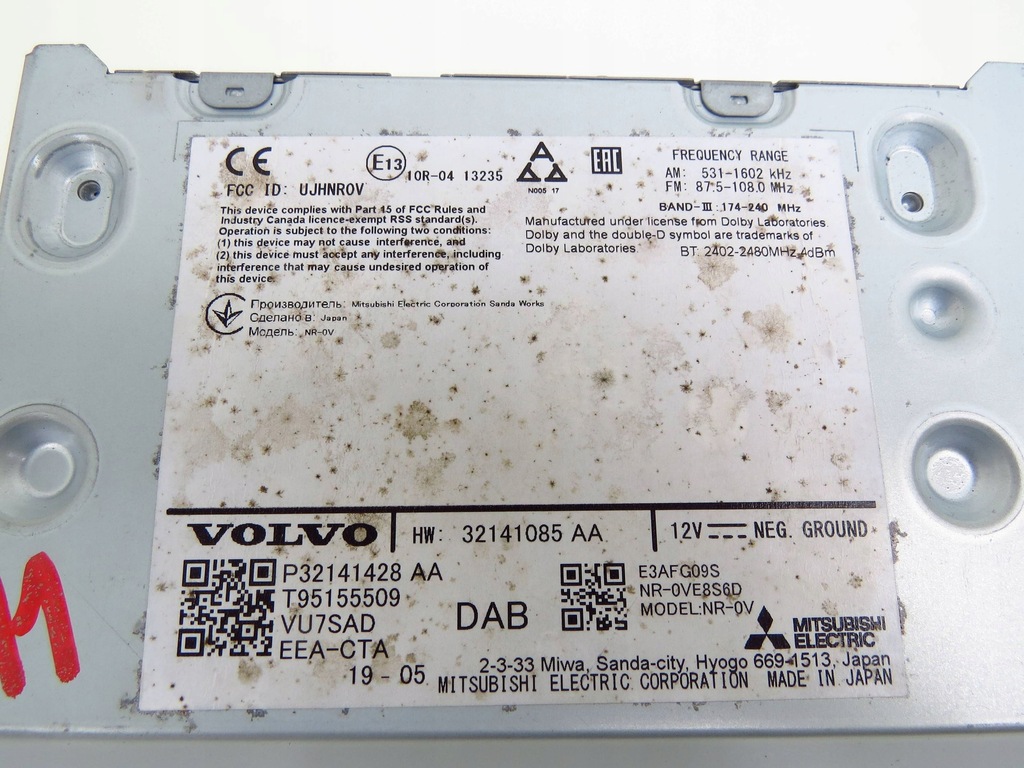 CE
FCC ID: UJHNR0V
E13
10R-04 13235
N005 17
EAC
FREQUENCY RANGE
AM: 531-1602 kHz
FM: 87.5-108.0 MHz
BAND-III :174-240 MHz
This device complies with Part 15 of FCC Rules and
Industry Canada licence-exempt RSS standard(s).
Operation is subject to the following two conditions:
(1) this device may not cause interference, and
(2) this device must accept any interference, including
interference that may cause undesired operation of
this device.
Manufactured under license from Dolby Laboratories.
Dolby and the double-D symbol are trademarks of
Dolby Laboratories.
BT: 2402-2480MHz,4dBm
Производитель: Mitsubishi Electric Corporation Sanda Works
Сделано в: Japan
Модель: NR-0V
VOLVO
HW: 32141085 AA
12V NEG. GROUND
P32141428 AA
T95155509
VU7SAD
EEA-CTA
19 - 05
DAB
E3AFG09S
NR-0VE8S6D
MODEL:NR-0V
MITSUBISHI
ELECTRIC
2-3-33 Miwa, Sanda-city, Hyogo 669-1513, Japan
MITSUBISHI ELECTRIC CORPORATION MADE IN JAPAN